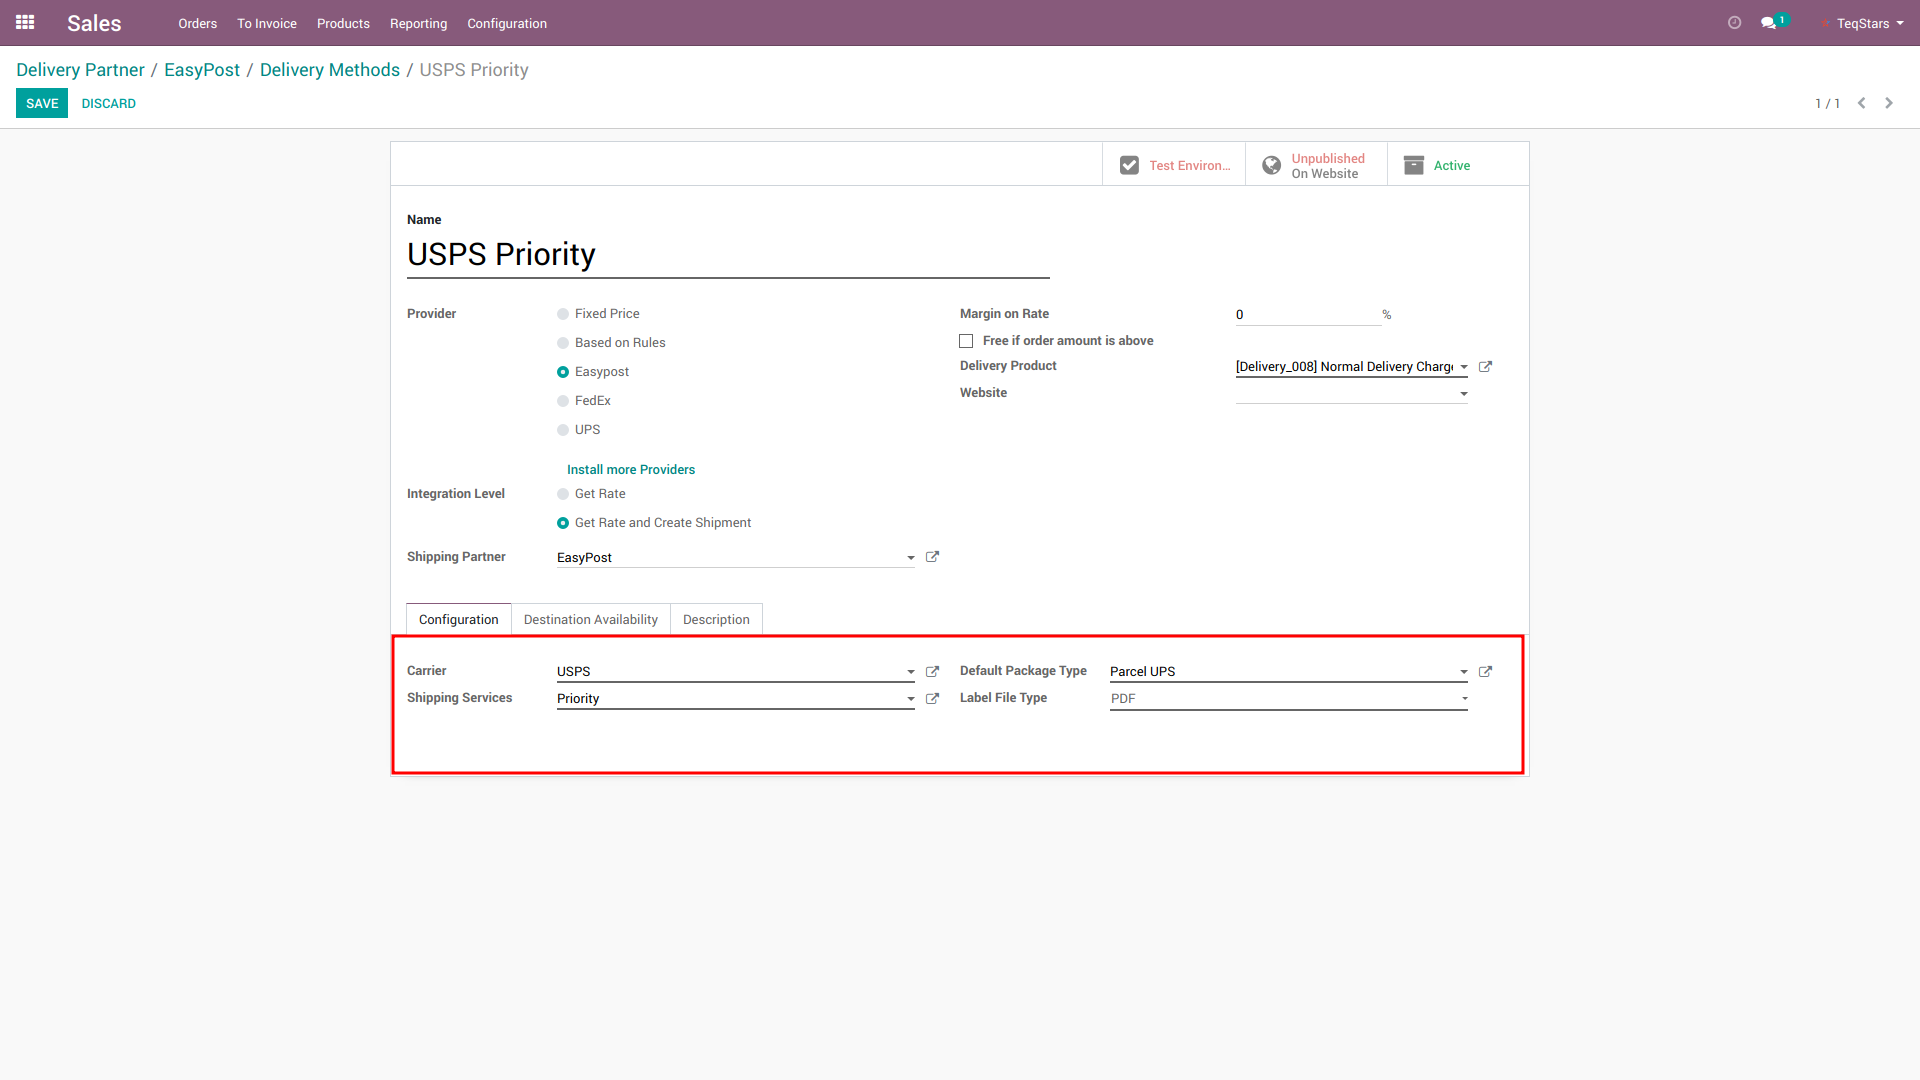 Sales Orders To Invoice Products Reporting Configuration 1 TeqStars
Delivery Partner / EasyPost / Delivery Methods / USPS Priority
SAVE DISCARD 1 / 1
Test Environ...
Unpublished
On Website
Active
Name
USPS Priority
Provider
Fixed Price
Based on Rules
Easypost
FedEx
UPS
Install more Providers
Integration Level
Get Rate
Get Rate and Create Shipment
Shipping Partner EasyPost
Margin on Rate 0 %
Free if order amount is above
Delivery Product [Delivery_008] Normal Delivery Charg
Website
Configuration Destination Availability Description
Carrier USPS
Shipping Services Priority
Default Package Type Parcel UPS
Label File Type PDF